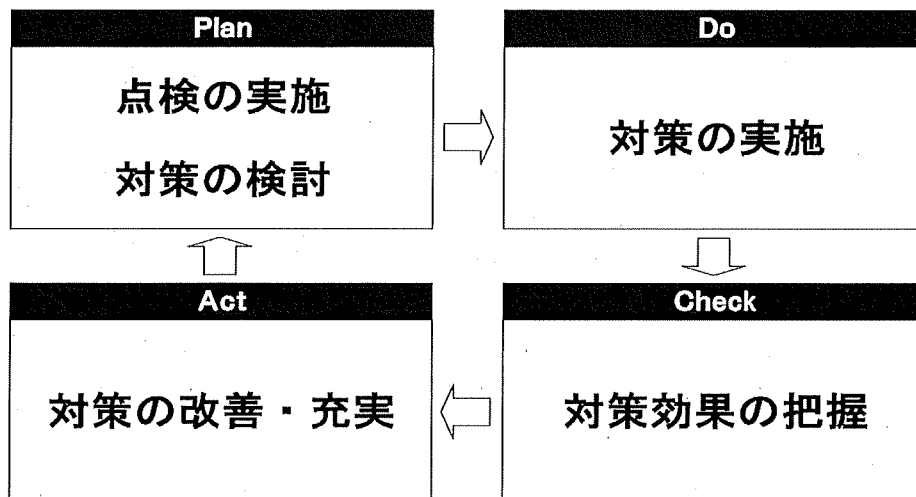 Plan
点検の実施
対策の検討
Do
対策の実施
Check
対策効果の把握
Act
対策の改善・充実